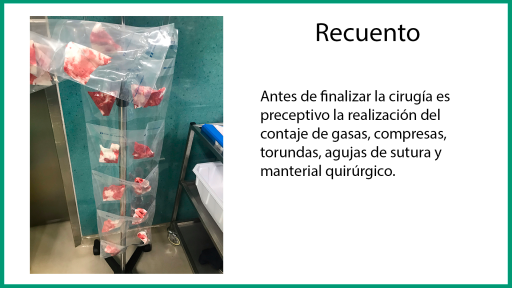 Recuento
Antes de finalizar la cirugía es
preceptivo la realización del
contaje de gasas, compresas,
torundas, agujas de sutura y
manterial quirúrgico.